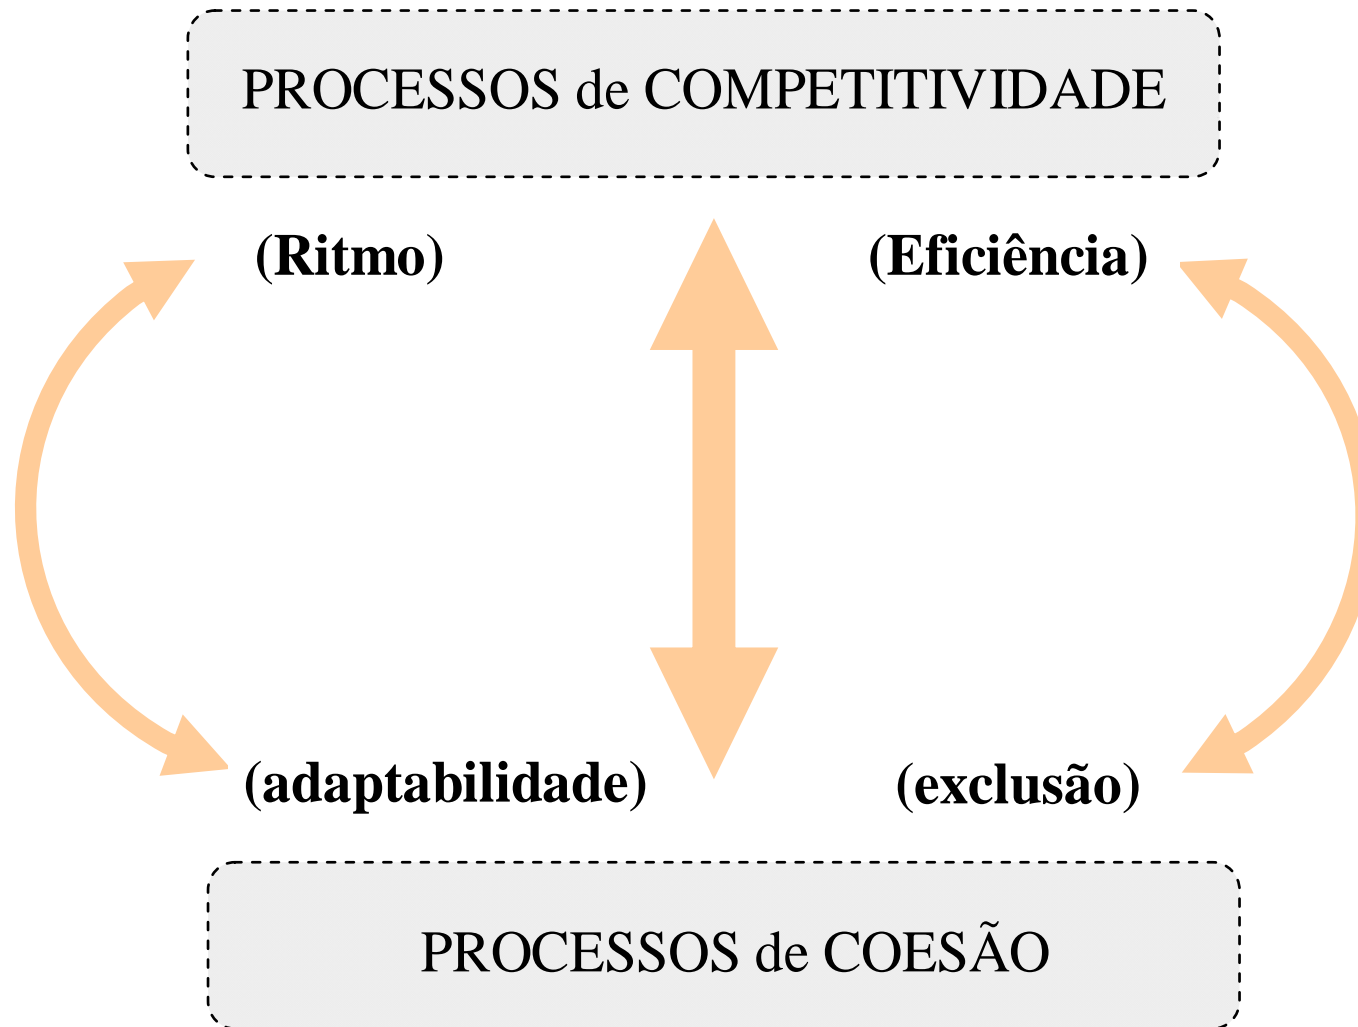 PROCESSOS de COMPETITIVIDADE
(Ritmo) (Eficiência)
(adaptabilidade) (exclusão)
PROCESSOS de COESÃO